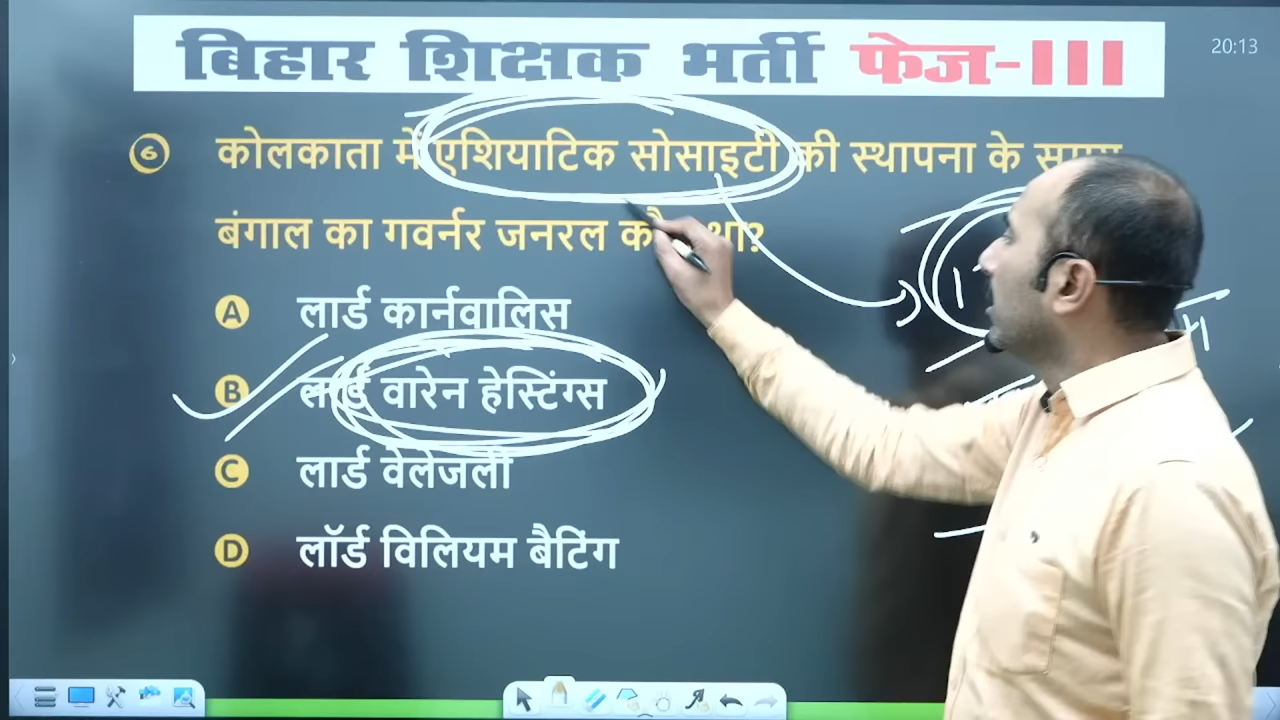 बिहार शिक्षक भर्ती फेज-III
20:13
6 कोलकाता में एशियाटिक सोसाइटी की स्थापना के समय
बंगाल का गवर्नर जनरल कौन था?
A लार्ड कार्नवालिस
B लार्ड वारेन हेस्टिंग्स
C लार्ड वेलेजली
D लॉर्ड विलियम बैटिंग